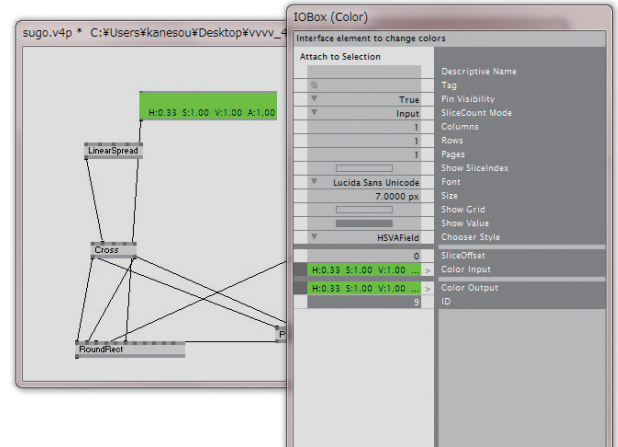 sugo.v4p * C:¥Users¥kanesou¥Desktop¥vvvv_4
H:0.33 S:1.00 V:1.00 A:1.00
LinearSpread
Cross
RoundRect
P
IOBox (Color)
Interface element to change colors
Attach to Selection
Descriptive Name
Tag
True Pin Visibility
Input SliceCount Mode
1 Columns
1 Rows
1 Pages
Show SliceIndex
Lucida Sans Unicode Font
7.0000 px Size
Show Grid
Show Value
HSVAField Chooser Style
0 SliceOffset
H:0.33 S:1.00 V:1.00 ... > Color Input
H:0.33 S:1.00 V:1.00 ... > Color Output
9 ID